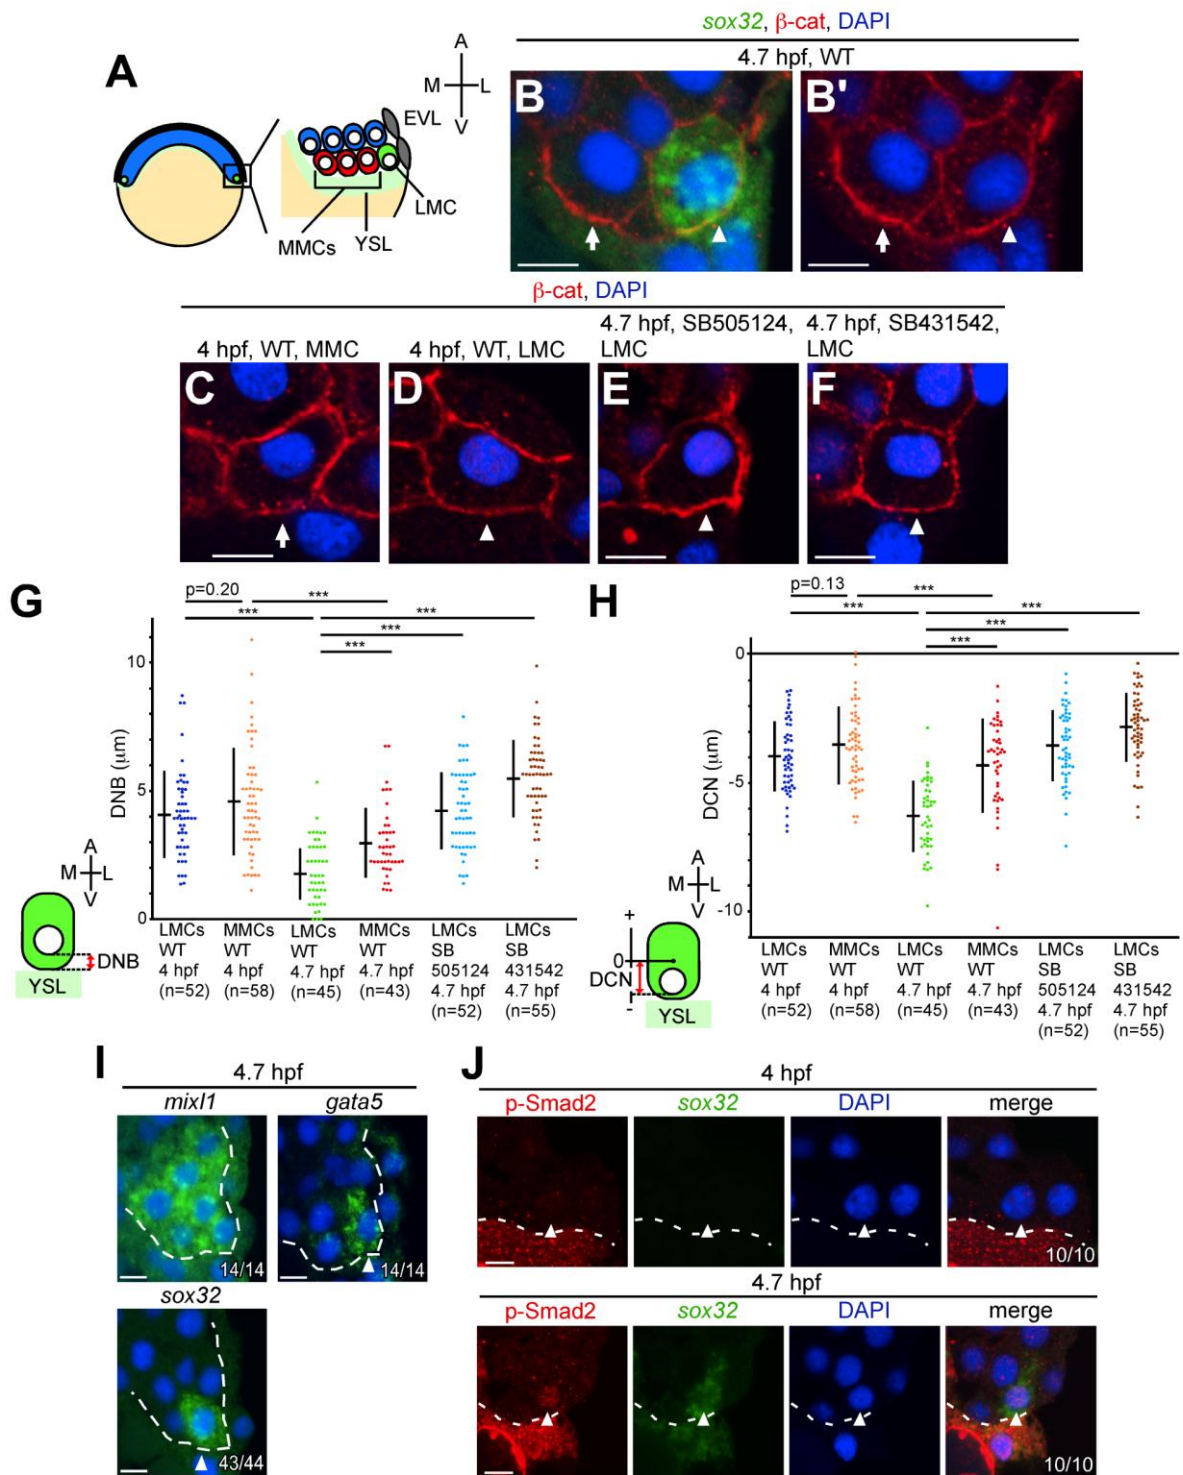 sox32, β-cat, DAPI
4.7 hpf, WT
A
A
M L
V
EVL
LMC
MMCs YSL
B
B'
β-cat, DAPI
4 hpf, WT, MMC
4 hpf, WT, LMC
4.7 hpf, SB505124,
LMC
4.7 hpf, SB431542,
LMC
C
D
E
F
G
p=0.20
***
***
***
***
***
DNB (μm)
10
5
0
A
M L
V
DNB
YSL
LMCs
WT
4 hpf
(n=52)
MMCs
WT
4 hpf
(n=58)
LMCs
WT
4.7 hpf
(n=45)
MMCs
WT
4.7 hpf
(n=43)
LMCs
SB
505124
4.7 hpf
(n=52)
LMCs
SB
431542
4.7 hpf
(n=55)
H
p=0.13
***
***
***
***
***
DCN (μm)
0
-5
-10
A
M L
V
+
0
DCN
-
YSL
LMCs
WT
4 hpf
(n=52)
MMCs
WT
4 hpf
(n=58)
LMCs
WT
4.7 hpf
(n=45)
MMCs
WT
4.7 hpf
(n=43)
LMCs
SB
505124
4.7 hpf
(n=52)
LMCs
SB
431542
4.7 hpf
(n=55)
I
4.7 hpf
mixl1
gata5
14/14
14/14
sox32
43/44
J
4 hpf
p-Smad2
sox32
DAPI
merge
10/10
4.7 hpf
p-Smad2
sox32
DAPI
merge
10/10